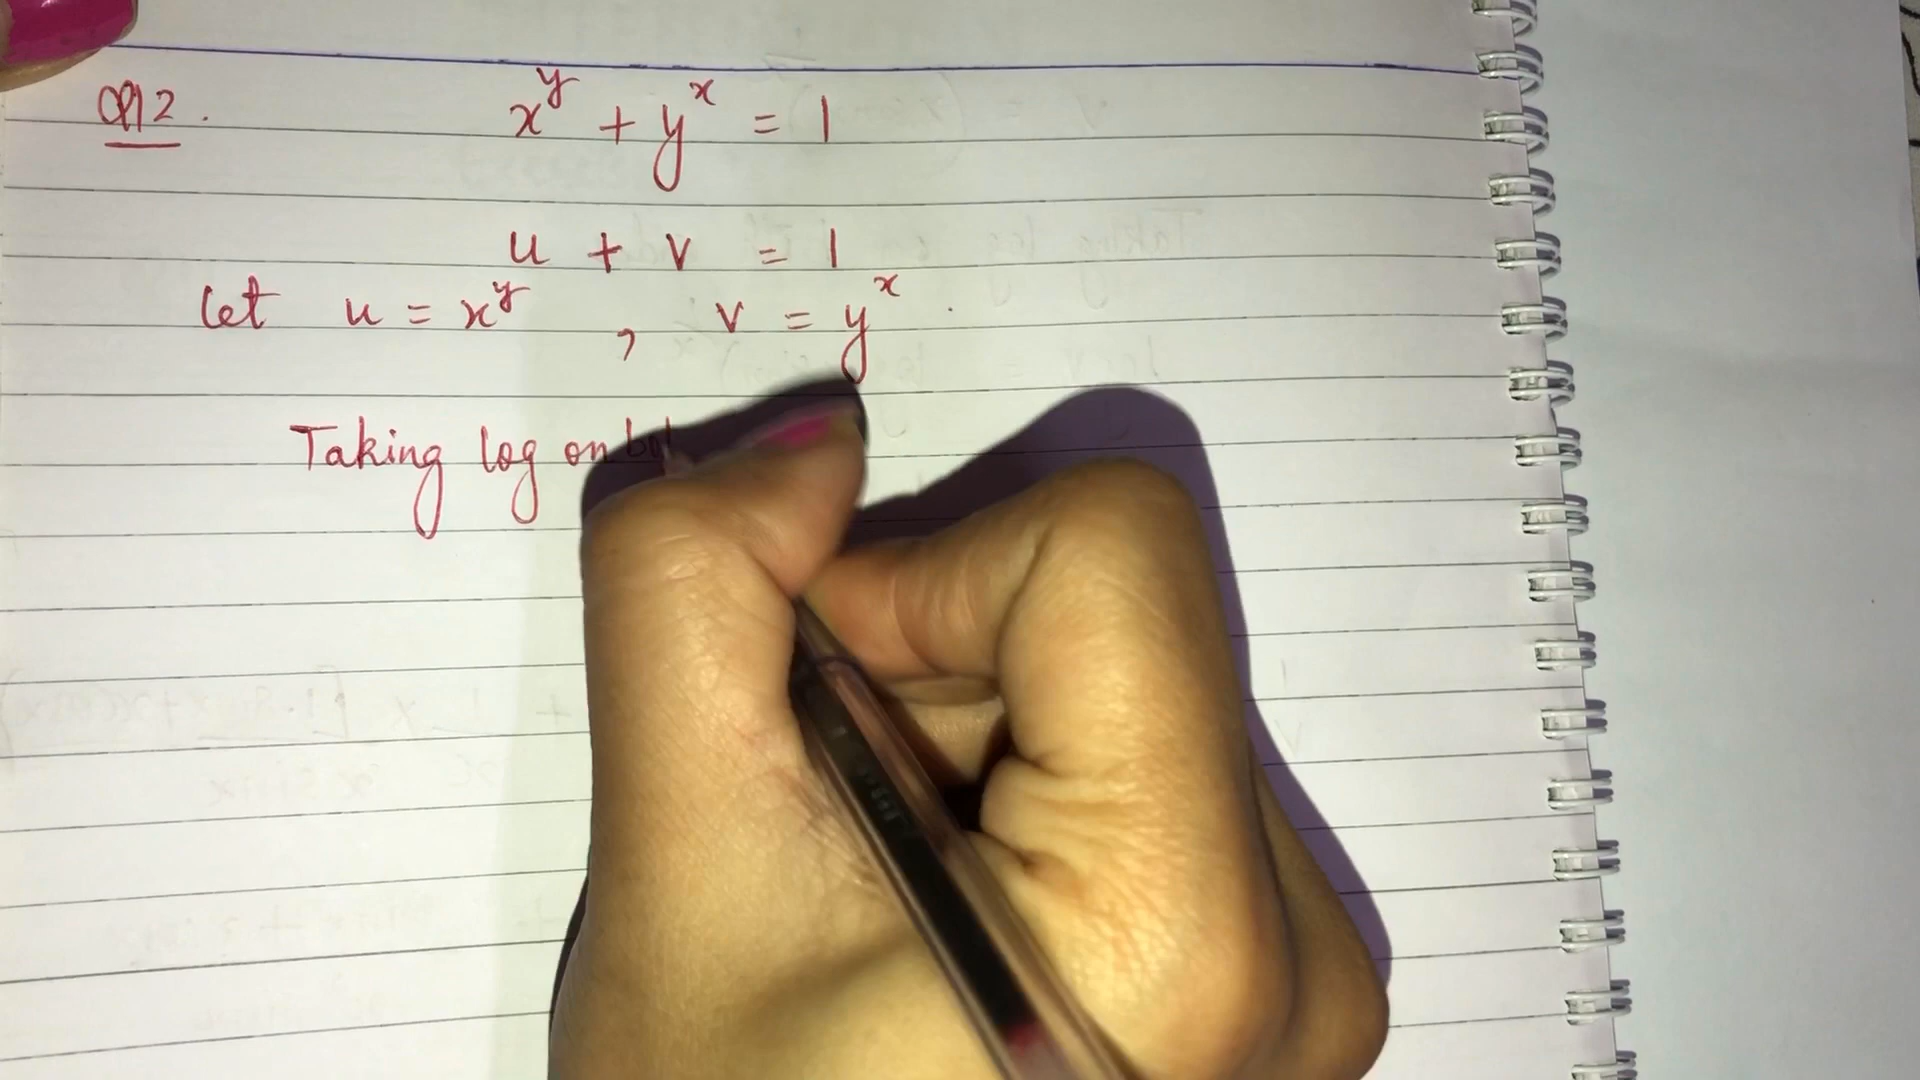 Q12. x^y + y^x = 1
u + v = 1
let u = x^y , v = y^x .
Taking log on